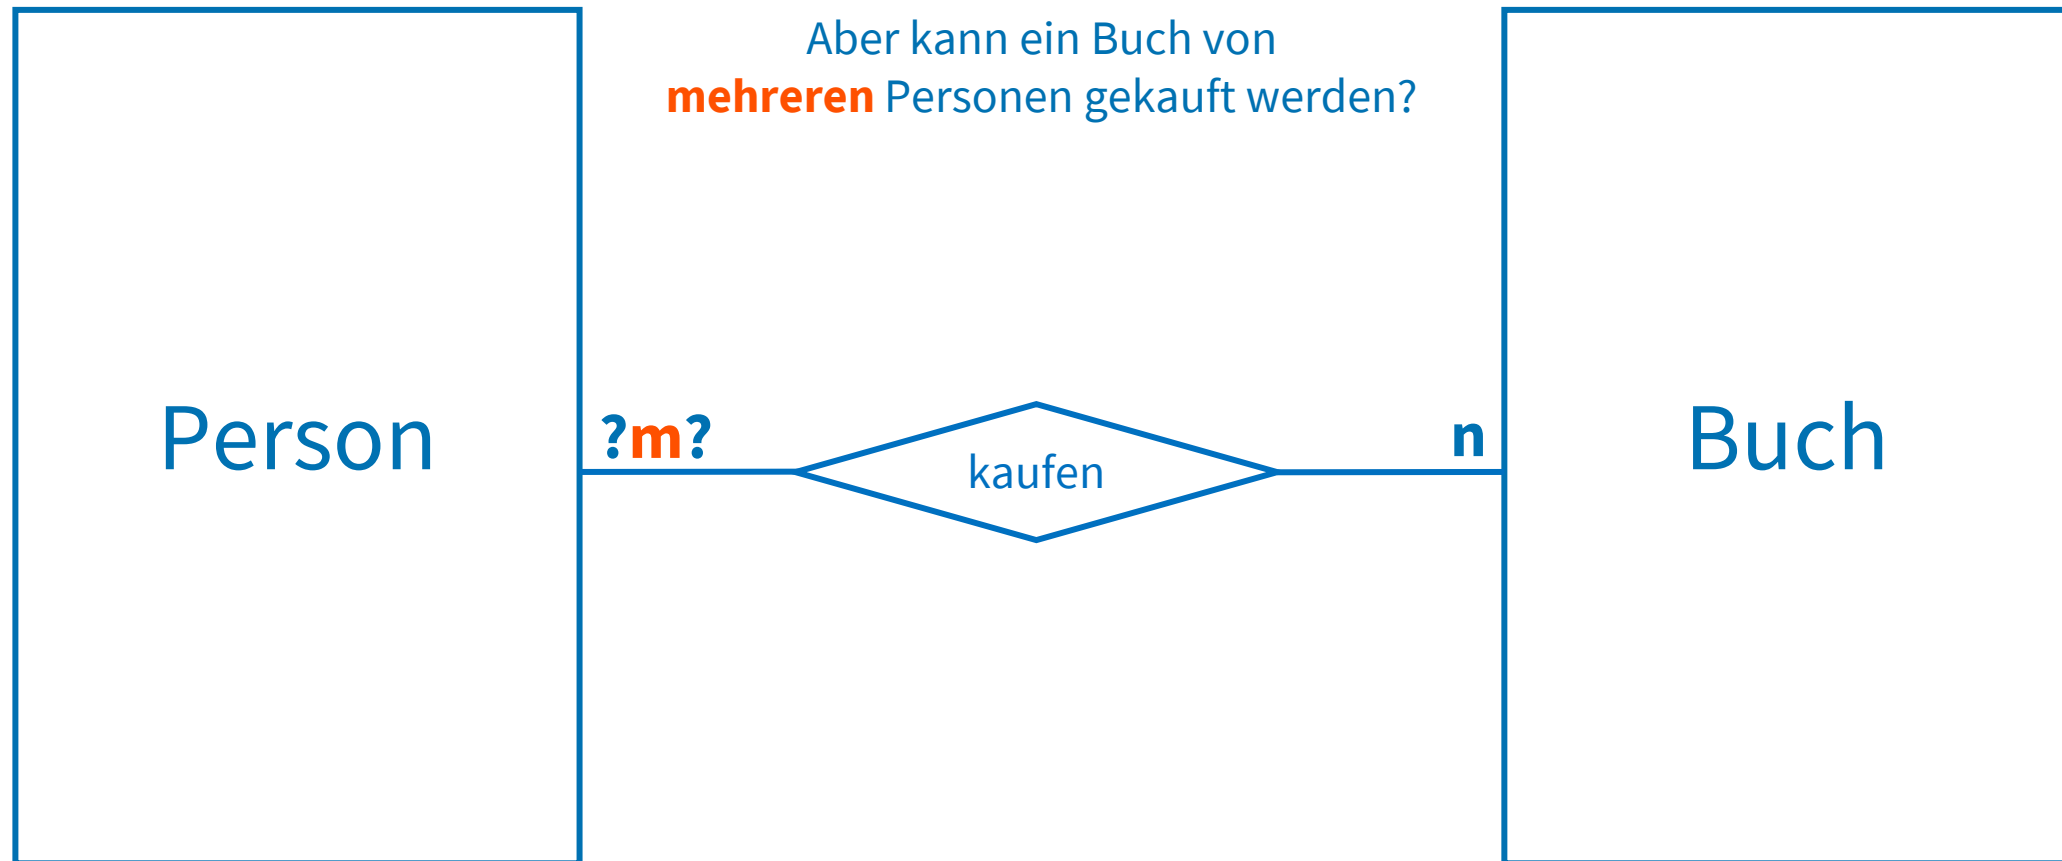 Aber kann ein Buch von
mehreren Personen gekauft werden?
Person
?m?
kaufen
n
Buch